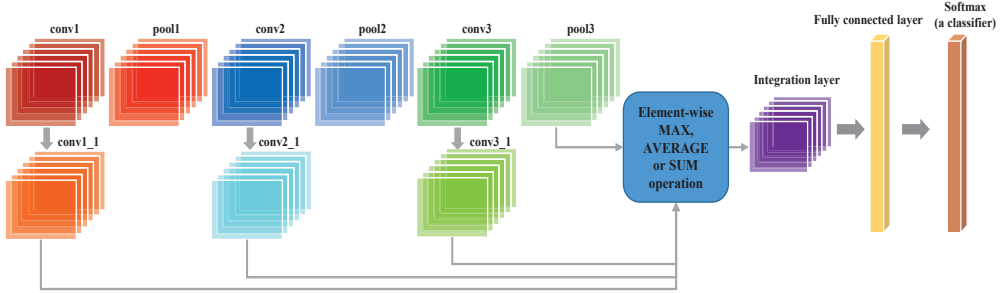 conv1
pool1
conv2
pool2
conv3
pool3
Fully connected layer
Softmax
(a classifier)
Integration layer
Element-wise
MAX,
AVERAGE
or SUM
operation
conv1_1
conv2_1
conv3_1